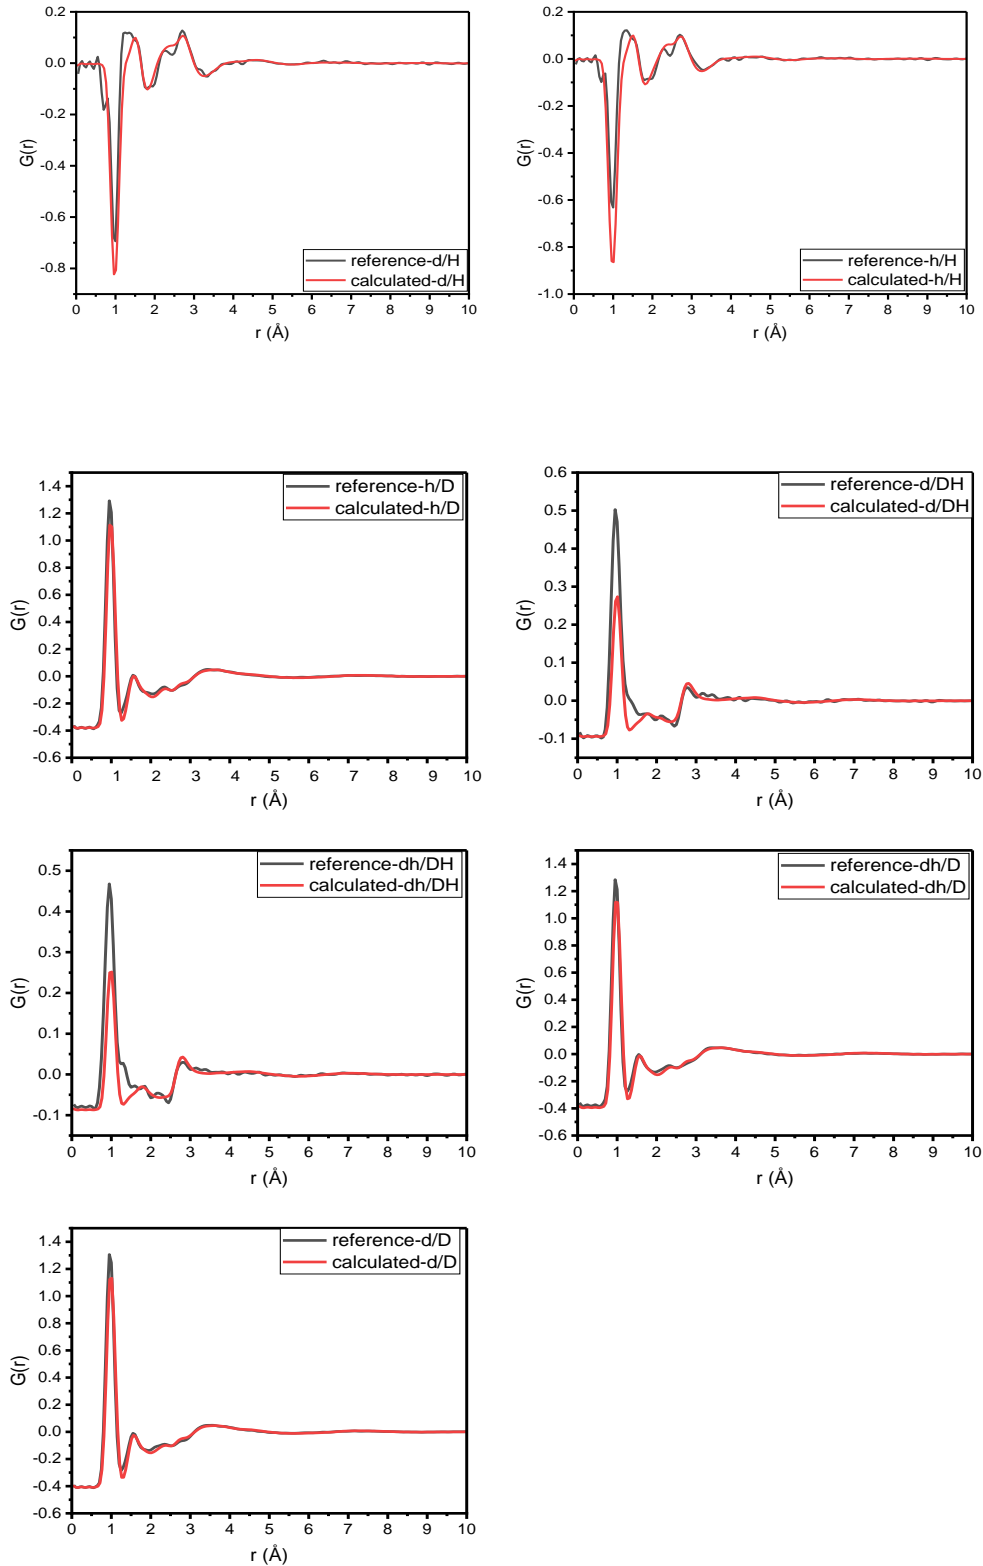 0.2
0.0
-0.2
-0.4
-0.6
-0.8
G(r)
reference-d/H
calculated-d/H
0 1 2 3 4 5 6 7 8 9 10
r (Å)
0.2
0.0
-0.2
-0.4
-0.6
-0.8
-1.0
G(r)
reference-h/H
calculated-h/H
0 1 2 3 4 5 6 7 8 9 10
r (Å)
1.4
1.2
1.0
0.8
0.6
0.4
0.2
0.0
-0.2
-0.4
-0.6
G(r)
reference-h/D
calculated-h/D
0 1 2 3 4 5 6 7 8 9 10
r (Å)
0.6
0.5
0.4
0.3
0.2
0.1
0.0
-0.1
G(r)
reference-d/DH
calculated-d/DH
0 1 2 3 4 5 6 7 8 9 10
r (Å)
0.5
0.4
0.3
0.2
0.1
0.0
-0.1
G(r)
reference-dh/DH
calculated-dh/DH
0 1 2 3 4 5 6 7 8 9 10
r (Å)
1.4
1.2
1.0
0.8
0.6
0.4
0.2
0.0
-0.2
-0.4
-0.6
G(r)
reference-dh/D
calculated-dh/D
0 1 2 3 4 5 6 7 8 9 10
r (Å)
1.4
1.2
1.0
0.8
0.6
0.4
0.2
0.0
-0.2
-0.4
-0.6
G(r)
reference-d/D
calculated-d/D
0 1 2 3 4 5 6 7 8 9 10
r (Å)